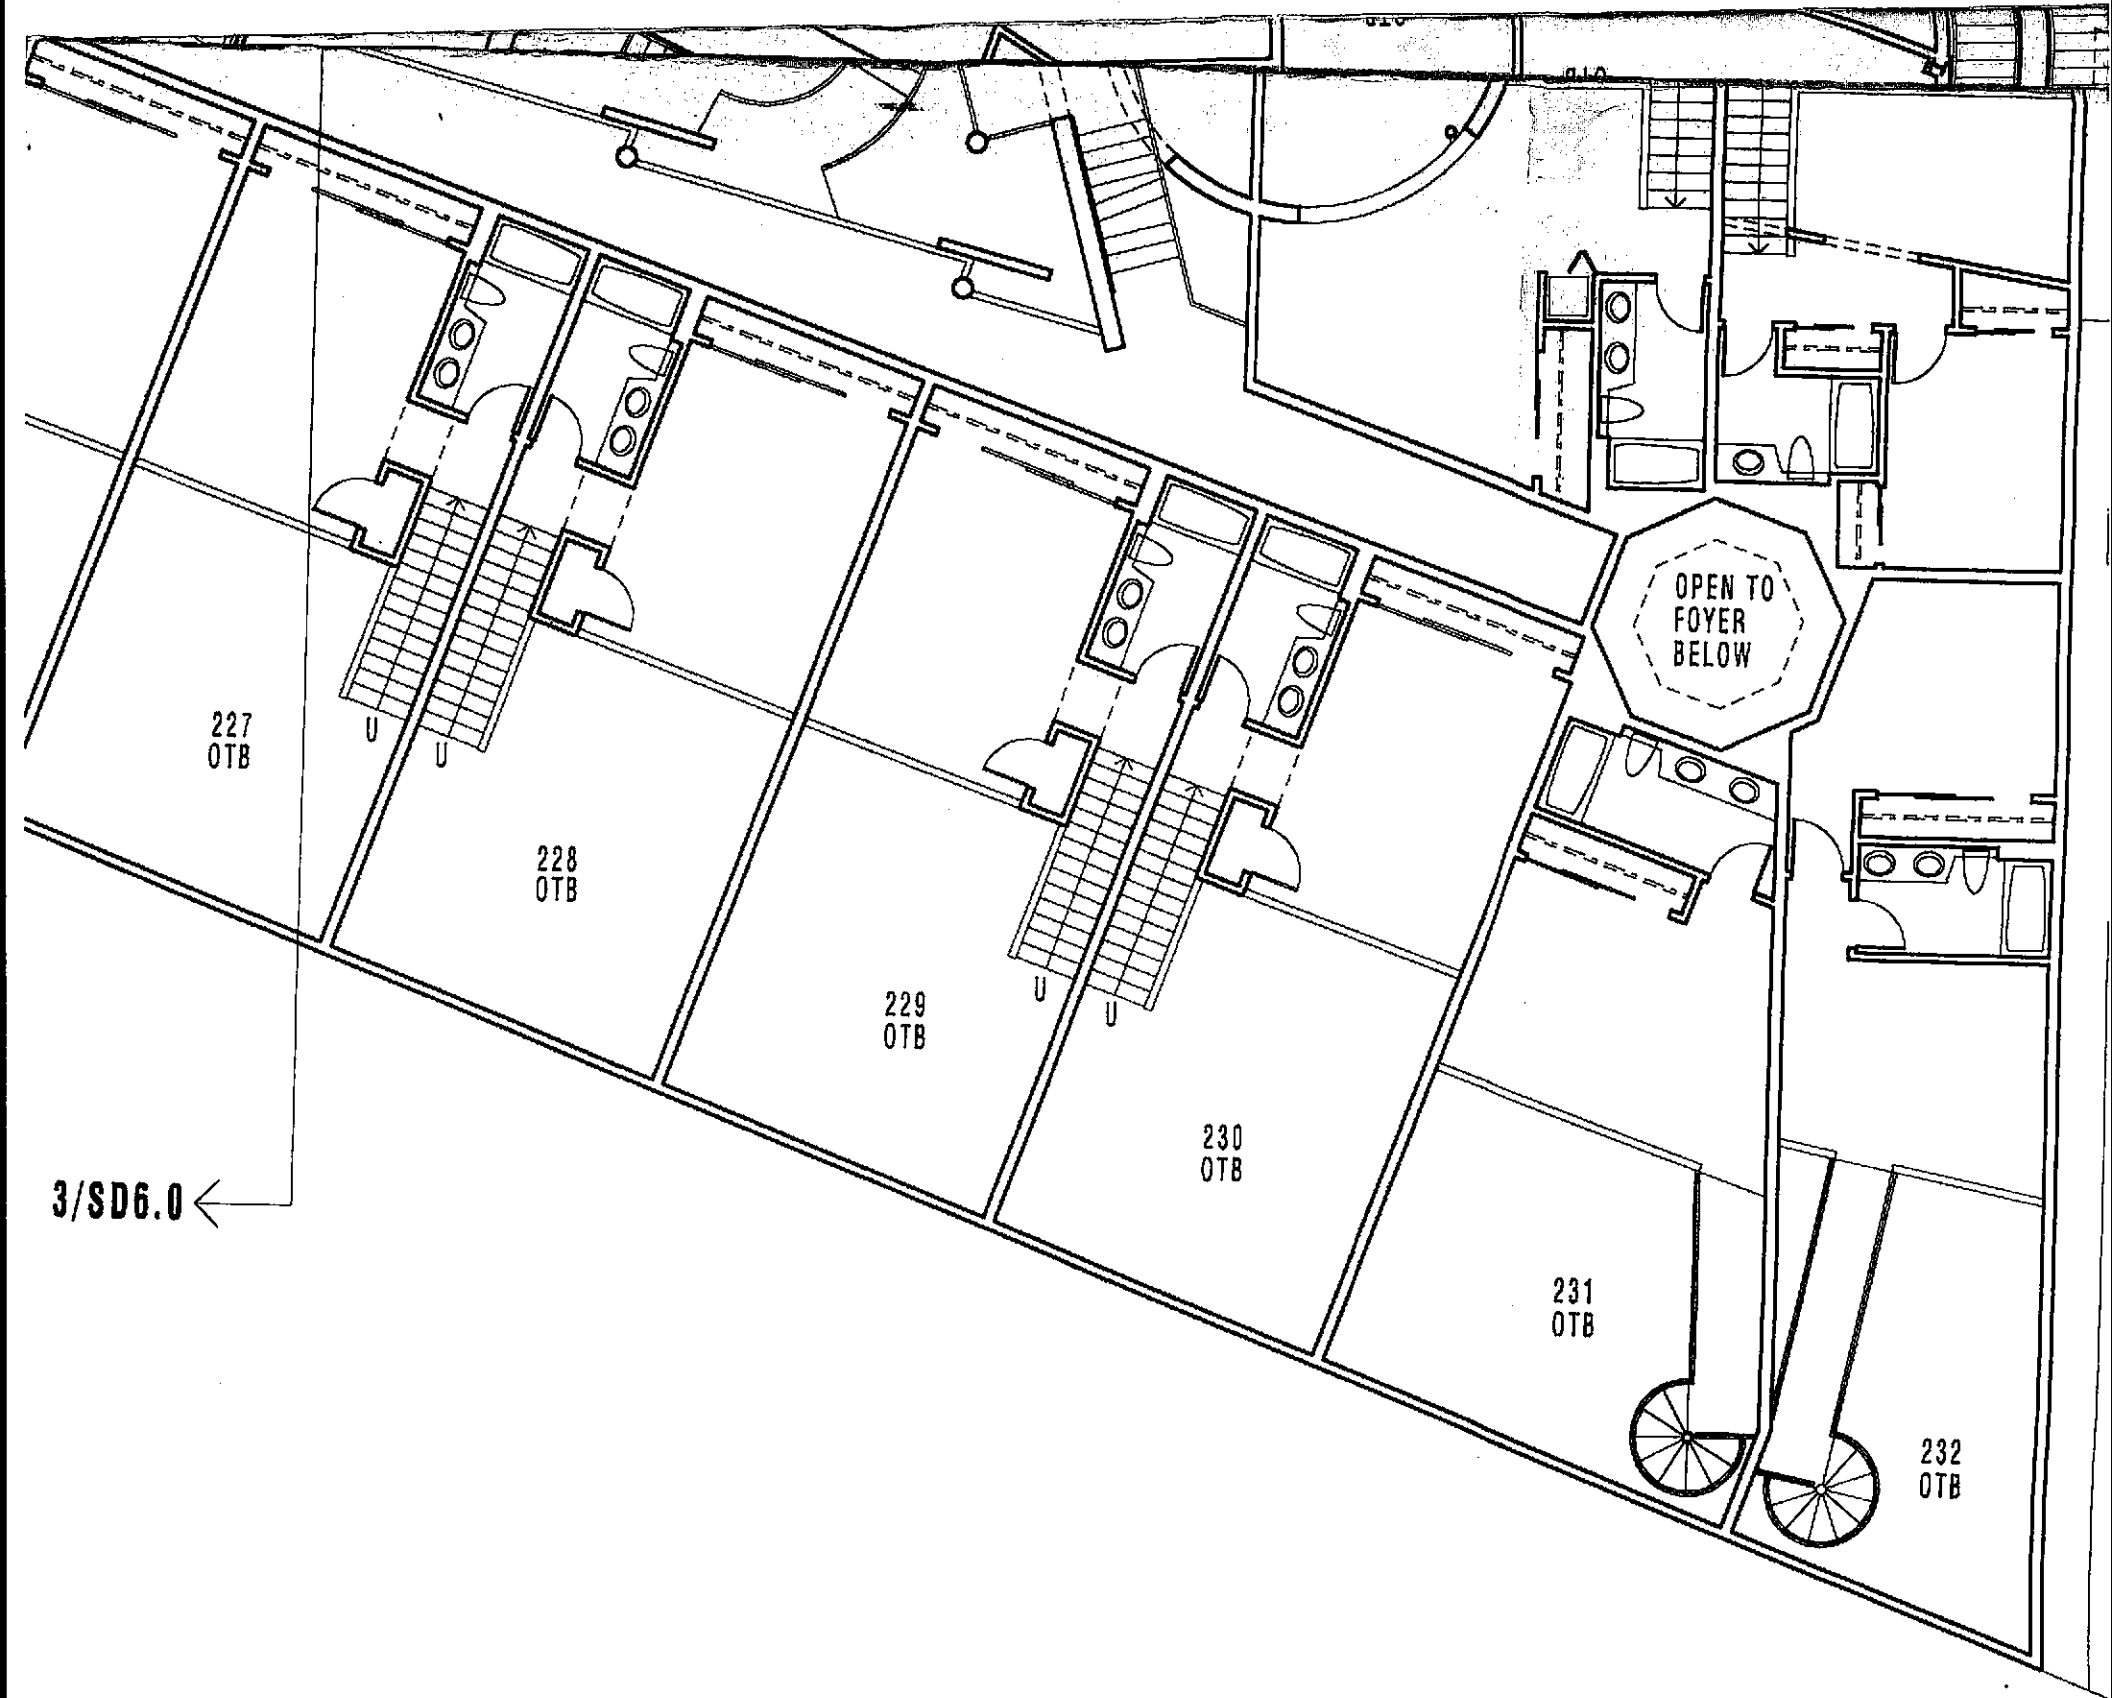 OPEN TO
FOYER
BELOW
227
OTB
U
U
228
OTB
229
OTB
U
U
230
OTB
3/SD6.0
231
OTB
232
OTB